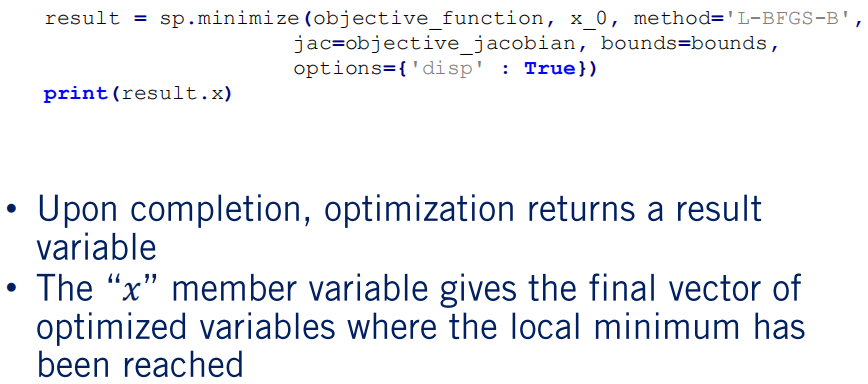 result = sp.minimize(objective_function, x_0, method='L-BFGS-B',
jac=objective_jacobian, bounds=bounds,
options={'disp' : True})
print(result.x)
• Upon completion, optimization returns a result
variable
• The “x” member variable gives the final vector of
optimized variables where the local minimum has
been reached